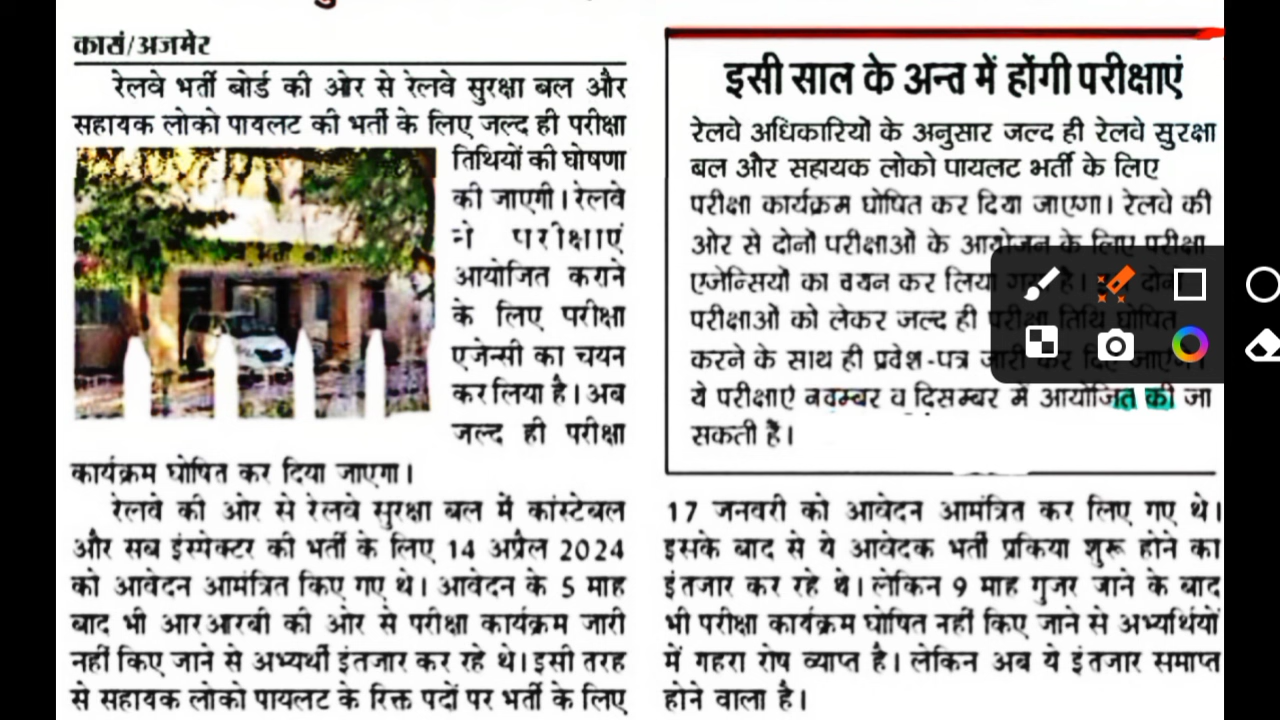 कासं/अजमेर
रेलवे भर्ती बोर्ड की ओर से रेलवे सुरक्षा बल और
सहायक लोको पायलट की भर्ती के लिए जल्द ही परीक्षा
तिथियों की घोषणा
की जाएगी। रेलवे
ने परीक्षाएं
आयोजित कराने
के लिए परीक्षा
एजेन्सी का चयन
कर लिया है। अब
जल्द ही परीक्षा
कार्यक्रम घोषित कर दिया जाएगा।
रेलवे की ओर से रेलवे सुरक्षा बल में कांस्टेबल
और सब इंस्पेक्टर की भर्ती के लिए 14 अप्रैल 2024
को आवेदन आमंत्रित किए गए थे। आवेदन के 5 माह
बाद भी आरआरबी की ओर से परीक्षा कार्यक्रम जारी
नहीं किए जाने से अभ्यर्थी इंतजार कर रहे थे। इसी तरह
से सहायक लोको पायलट के रिक्त पदों पर भर्ती के लिए
इसी साल के अन्त में होंगी परीक्षाएं
रेलवे अधिकारियों के अनुसार जल्द ही रेलवे सुरक्षा
बल और सहायक लोको पायलट भर्ती के लिए
परीक्षा कार्यक्रम घोषित कर दिया जाएगा। रेलवे की
ओर से दोनों परीक्षाओं के आयोजन के लिए परीक्षा
एजेन्सियों का चयन कर लिया गया है। इन दोनों
परीक्षाओं को लेकर जल्द ही परीक्षा तिथि घोषित
करने के साथ ही प्रवेश-पत्र जारी कर दिए जाएंगे।
ये परीक्षाएं नवम्बर व दिसम्बर में आयोजित की जा
सकती हैं।
17 जनवरी को आवेदन आमंत्रित कर लिए गए थे।
इसके बाद से ये आवेदक भर्ती प्रकिया शुरू होने का
इंतजार कर रहे थे। लेकिन 9 माह गुजर जाने के बाद
भी परीक्षा कार्यक्रम घोषित नहीं किए जाने से अभ्यर्थियों
में गहरा रोष व्याप्त है। लेकिन अब ये इंतजार समाप्त
होने वाला है।